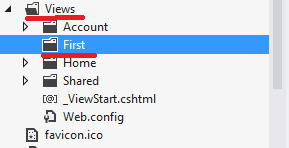 Views
Account
First
Home
Shared
_ViewStart.cshtml
Web.config
favicon.ico